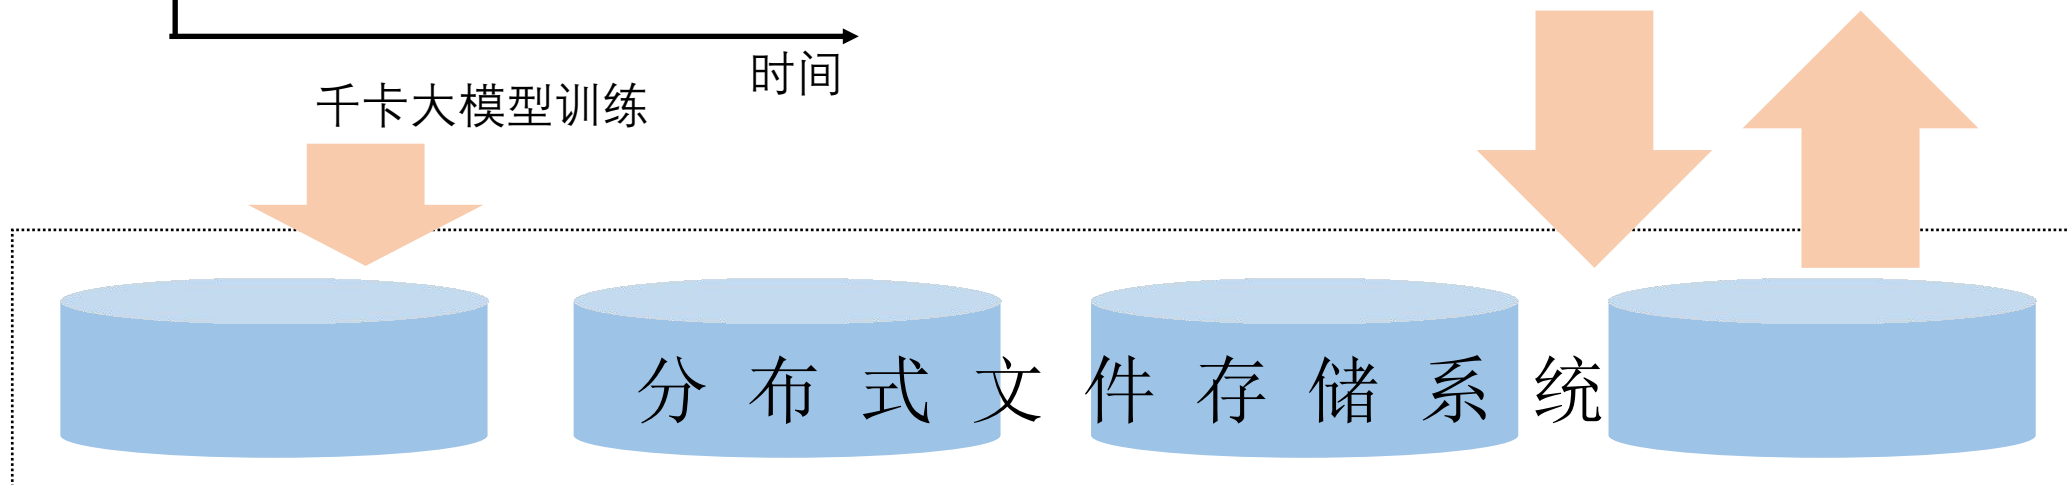 时间
千卡大模型训练
分布式文件存储系统